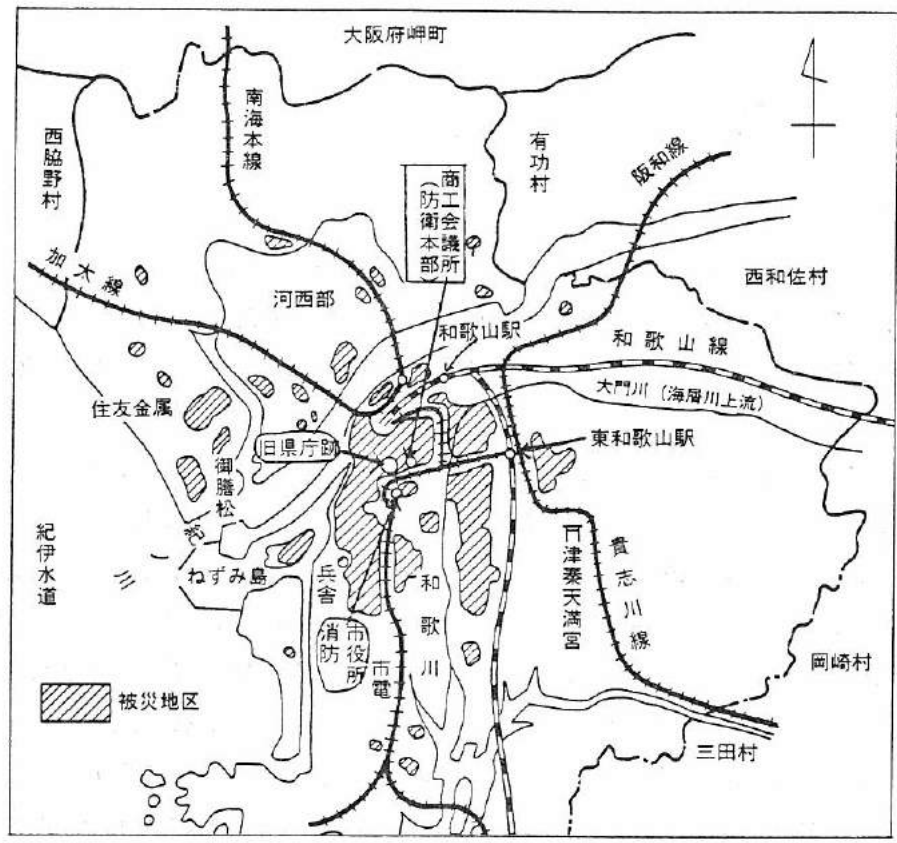 大阪府岬町
南海本線
西脇野村
有功村
阪和線
商工会議所
(防衛本部)
加太線
西和佐村
河西部
和歌山駅
和歌山線
大門川(海層川上流)
住友金属
旧県庁跡
東和歌山駅
御膳松
紀伊水道
紀ノ川
ねずみ島
兵舎
和歌川
津秦天満宮
貴志川線
市役所
消防
市電
岡崎村
被災地区
三田村